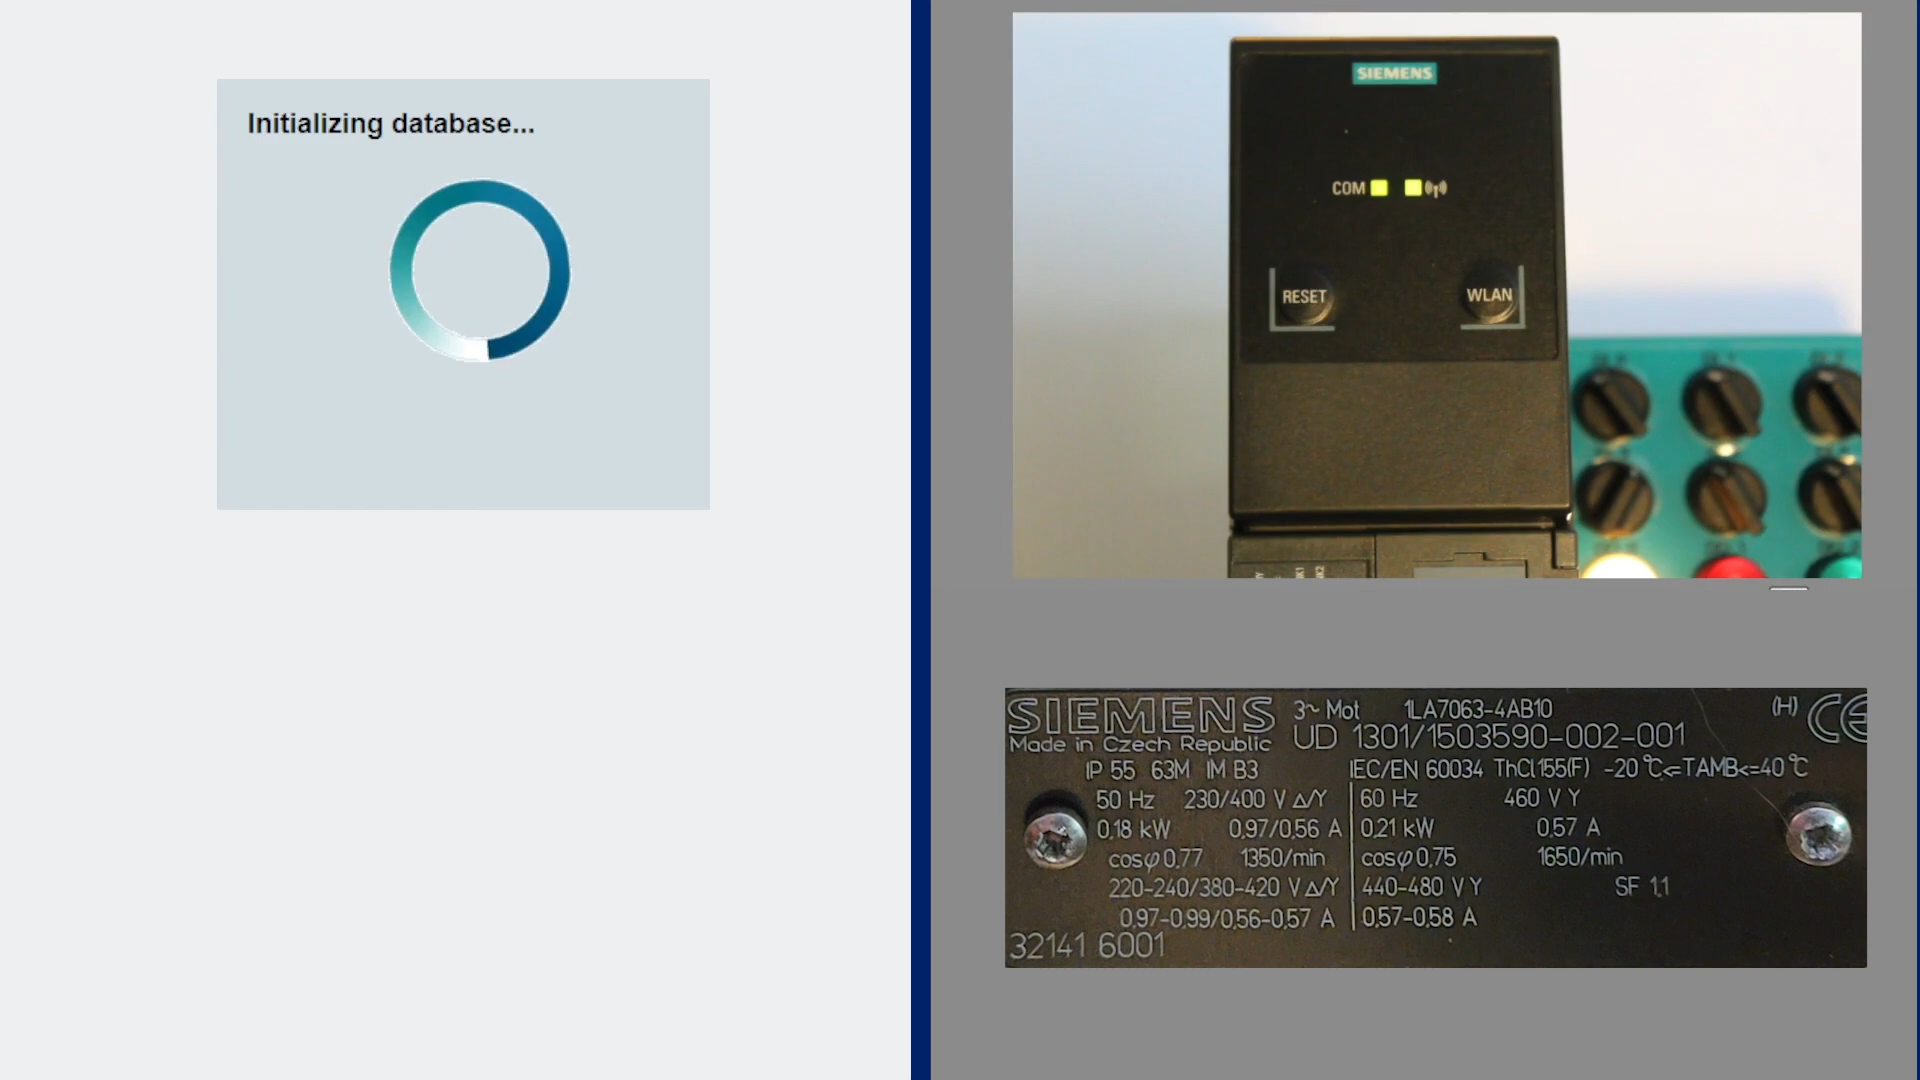 Initializing database...
SIEMENS
COM
RESET
WLAN
SIEMENS 3~ Mot 1LA7063-4AB10 (H) CE
Made in Czech Republic UD 1301/1503590-002-001
IP 55 63M IM B3 IEC/EN 60034 ThCl.155(F) -20°C<=TAMB<=40°C
50 Hz 230/400 V Δ/Y 60 Hz 460 V Y
0,18 kW 0,97/0,56 A 0,21 kW 0,57 A
cosφ 0,77 1350/min cosφ 0,75 1650/min
220-240/380-420 V Δ/Y 440-480 V Y SF 1,1
0,97-0,99/0,56-0,57 A 0,57-0,58 A
32141 6001